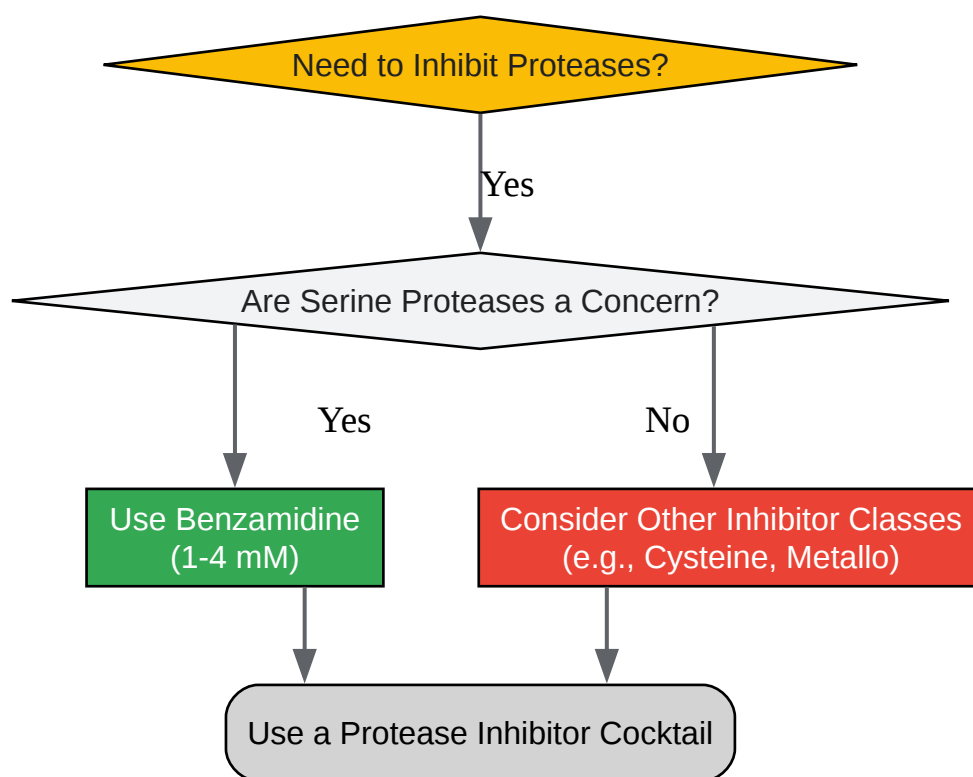 Need to Inhibit Proteases?
Yes
Are Serine Proteases a Concern?
Yes
No
Use Benzamidine
(1-4 mM)
Consider Other Inhibitor Classes
(e.g., Cysteine, Metallo)
Use a Protease Inhibitor Cocktail